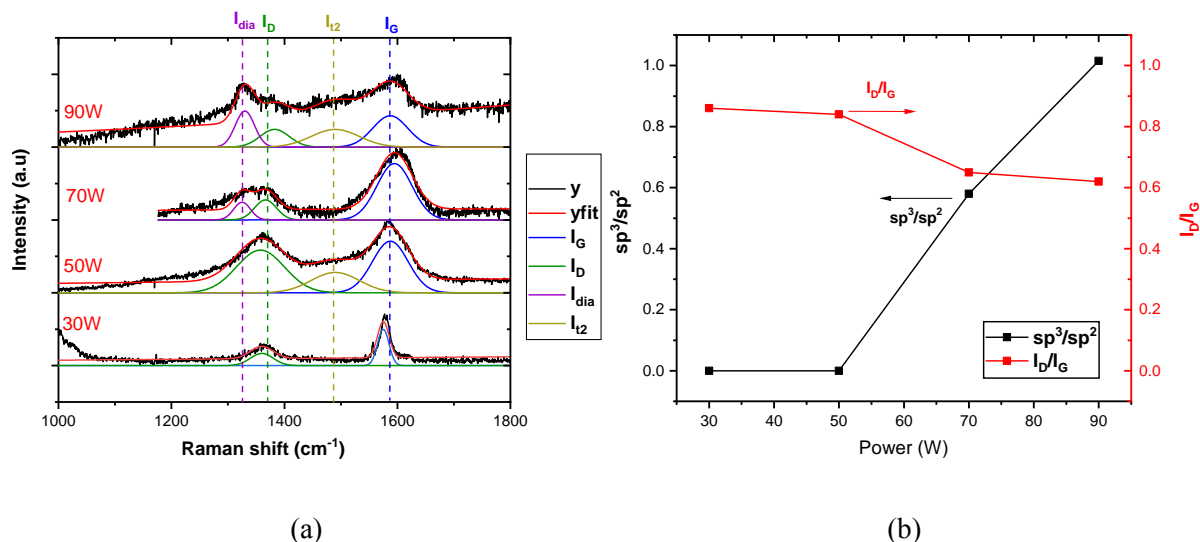 I_dia I_D I_t2 I_G
90W
70W
50W
30W
Intensity (a.u)
1000 1200 1400 1600 1800
Raman shift (cm⁻¹)
y
yfit
I_G
I_D
I_dia
I_t2
(a)
1.0
0.8
0.6
0.4
0.2
0.0
sp³/sp²
I_D/I_G
sp³/sp²
sp³/sp²
I_D/I_G
30 40 50 60 70 80 90
Power (W)
1.0
0.8
0.6
0.4
0.2
0.0
I_D/I_G
(b)